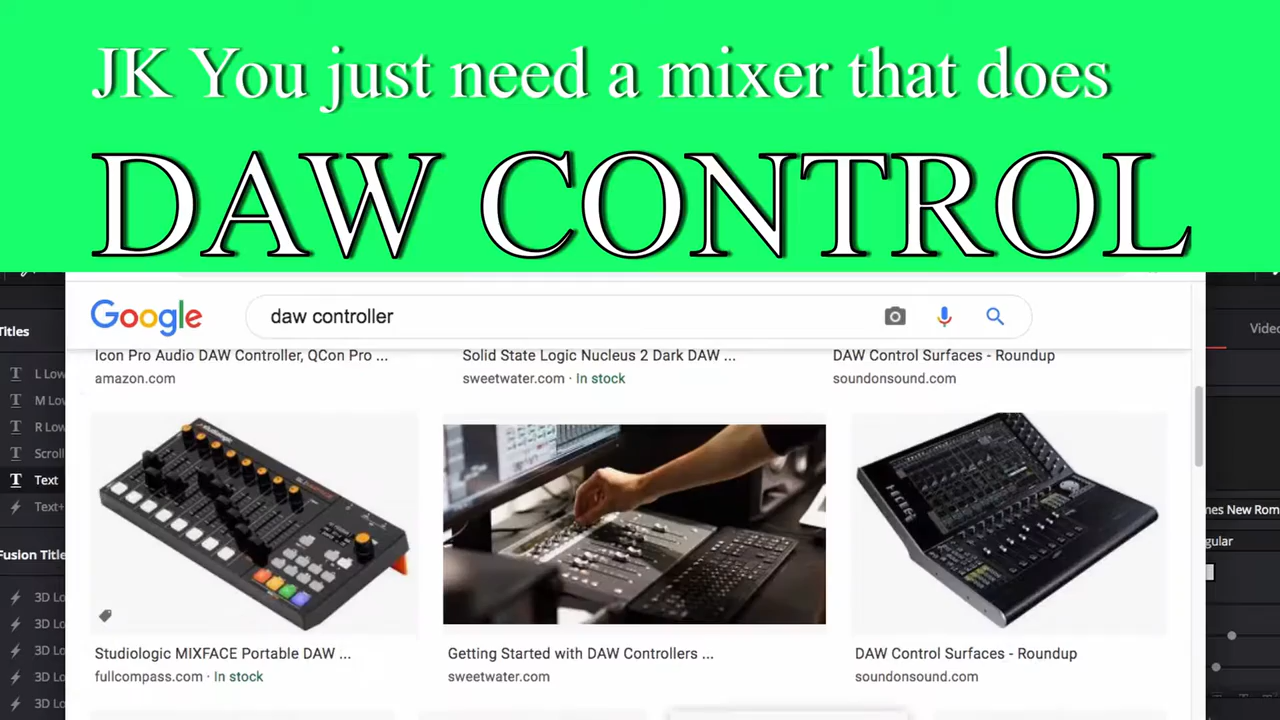 JK You just need a mixer that does
DAW CONTROL
Google
daw controller
Titles
Video
Icon Pro Audio DAW Controller, QCon Pro ...
amazon.com
Solid State Logic Nucleus 2 Dark DAW ...
sweetwater.com · In stock
DAW Control Surfaces - Roundup
soundonsound.com
L Low
M Low
R Low
Scroll
Text
Text+
Fusion Title
3D Lo
3D Lo
3D Lo
3D Lo
3D Lo
mes New Rom
gular
Studiologic MIXFACE Portable DAW ...
fullcompass.com · In stock
Getting Started with DAW Controllers ...
sweetwater.com
DAW Control Surfaces - Roundup
soundonsound.com